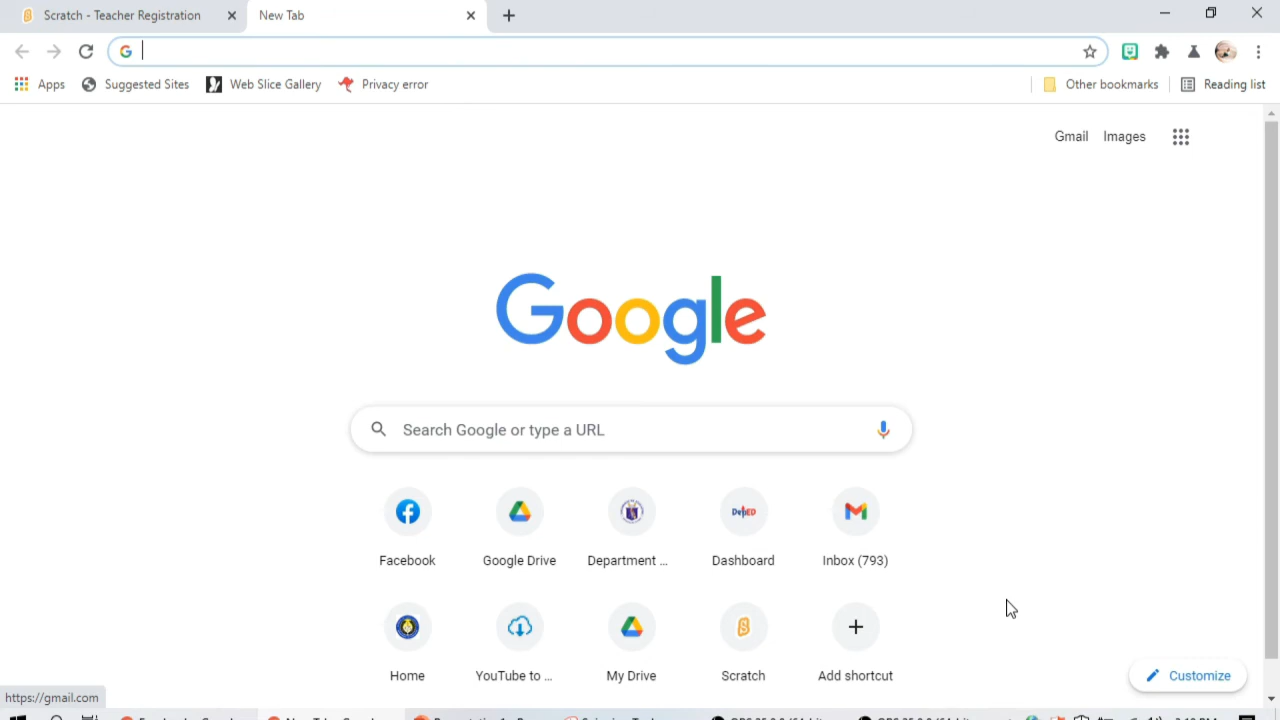 Scratch - Teacher Registration
New Tab
Apps
Suggested Sites
Web Slice Gallery
Privacy error
Other bookmarks
Reading list
Gmail
Images
Google
Search Google or type a URL
DepED
Facebook
Google Drive
Department ...
Dashboard
Inbox (793)
Home
YouTube to ...
My Drive
Scratch
Add shortcut
Customize
https://gmail.com